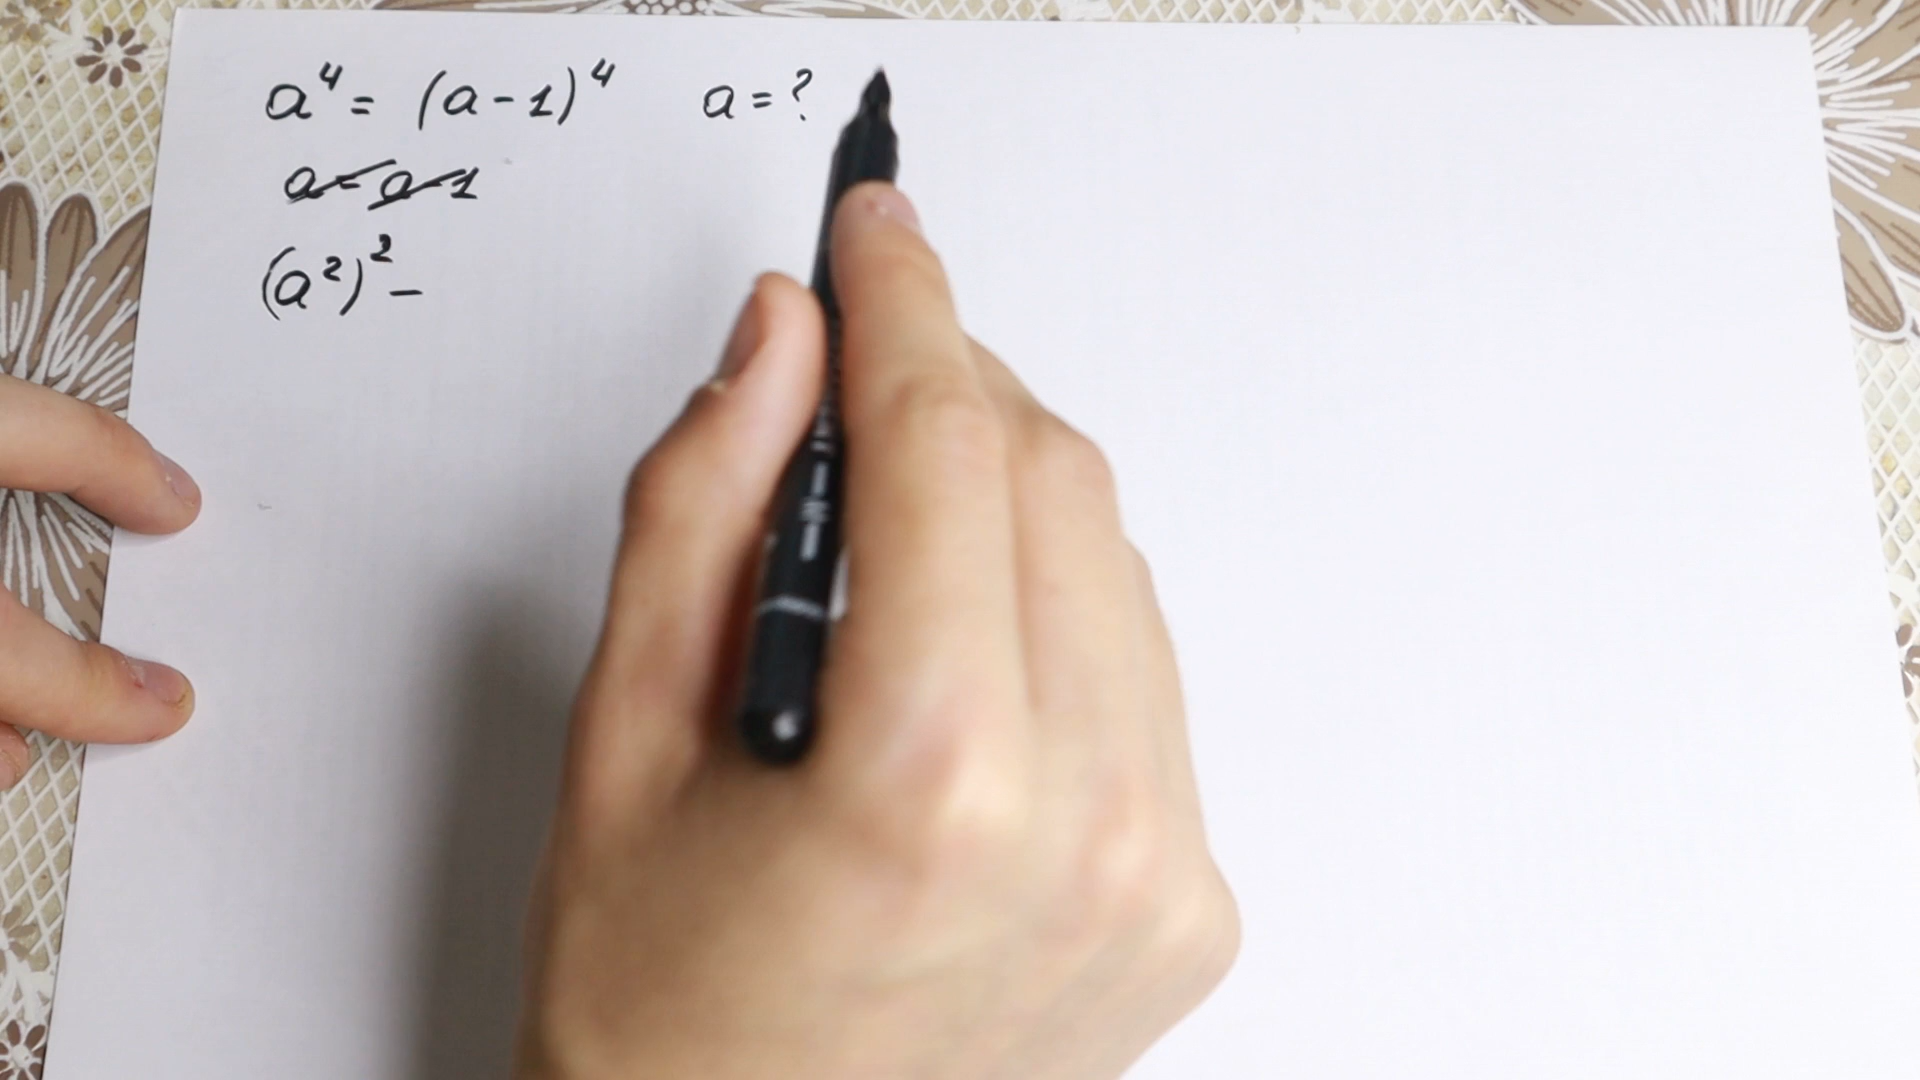 a⁴ = (a - 1)⁴ a = ?
a = a - 1
(a²)² -